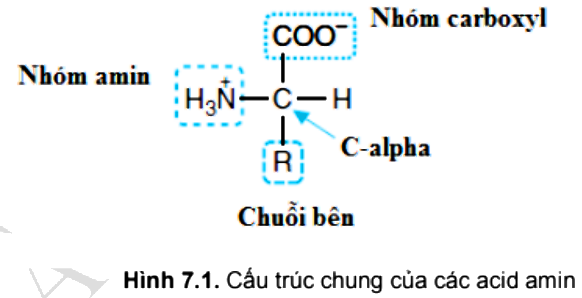 COO⁻ Nhóm carboxyl
Nhóm amin
H₃N⁺—C—H
C-alpha
R
Chuỗi bên
Hình 7.1. Cấu trúc chung của các acid amin